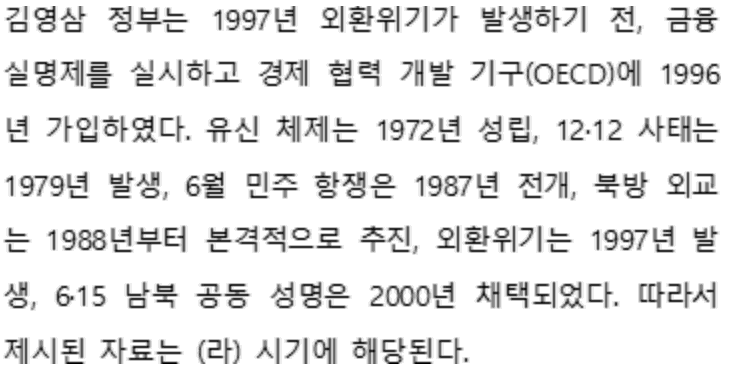 김영삼 정부는 1997년 외환위기가 발생하기 전, 금융
실명제를 실시하고 경제 협력 개발 기구(OECD)에 1996
년 가입하였다. 유신 체제는 1972년 성립, 12·12 사태는
1979년 발생, 6월 민주 항쟁은 1987년 전개, 북방 외교
는 1988년부터 본격적으로 추진, 외환위기는 1997년 발
생, 6·15 남북 공동 성명은 2000년 채택되었다. 따라서
제시된 자료는 (라) 시기에 해당된다.